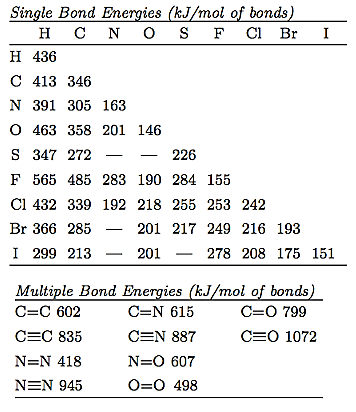 Single Bond Energies (kJ/mol of bonds)
H C N O S F Cl Br I
H 436
C 413 346
N 391 305 163
O 463 358 201 146
S 347 272 — — 226
F 565 485 283 190 284 155
Cl 432 339 192 218 255 253 242
Br 366 285 — 201 217 249 216 193
I 299 213 — 201 — 278 208 175 151
Multiple Bond Energies (kJ/mol of bonds)
C=C 602 C=N 615 C=O 799
C≡C 835 C≡N 887 C≡O 1072
N=N 418 N=O 607
N≡N 945 O=O 498